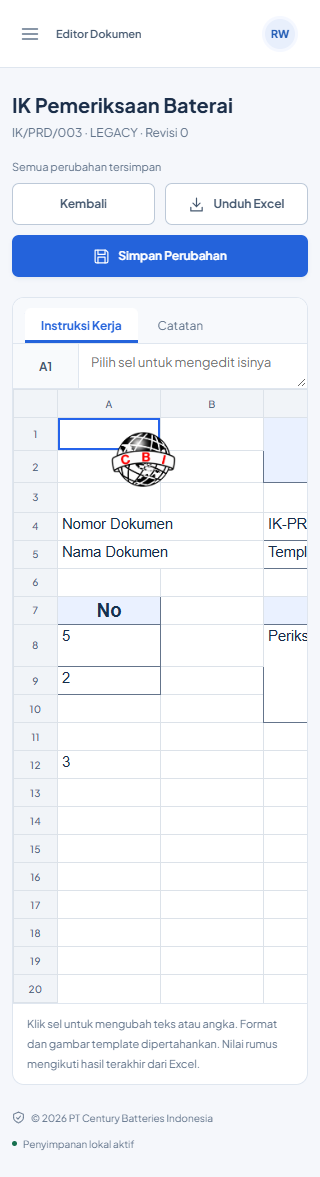 Editor Dokumen
RW
IK Pemeriksaan Baterai
IK/PRD/003 · LEGACY · Revisi 0
Semua perubahan tersimpan
Kembali
Unduh Excel
Simpan Perubahan
Instruksi Kerja
Catatan
A1
Pilih sel untuk mengedit isinya
A
B
1
CBI
2
3
4
Nomor Dokumen
IK-PR
5
Nama Dokumen
Templ
6
7
No
8
5
Periks
9
2
10
11
12
3
13
14
15
16
17
18
19
20
Klik sel untuk mengubah teks atau angka. Format
dan gambar template dipertahankan. Nilai rumus
mengikuti hasil terakhir dari Excel.
© 2026 PT Century Batteries Indonesia
Penyimpanan lokal aktif